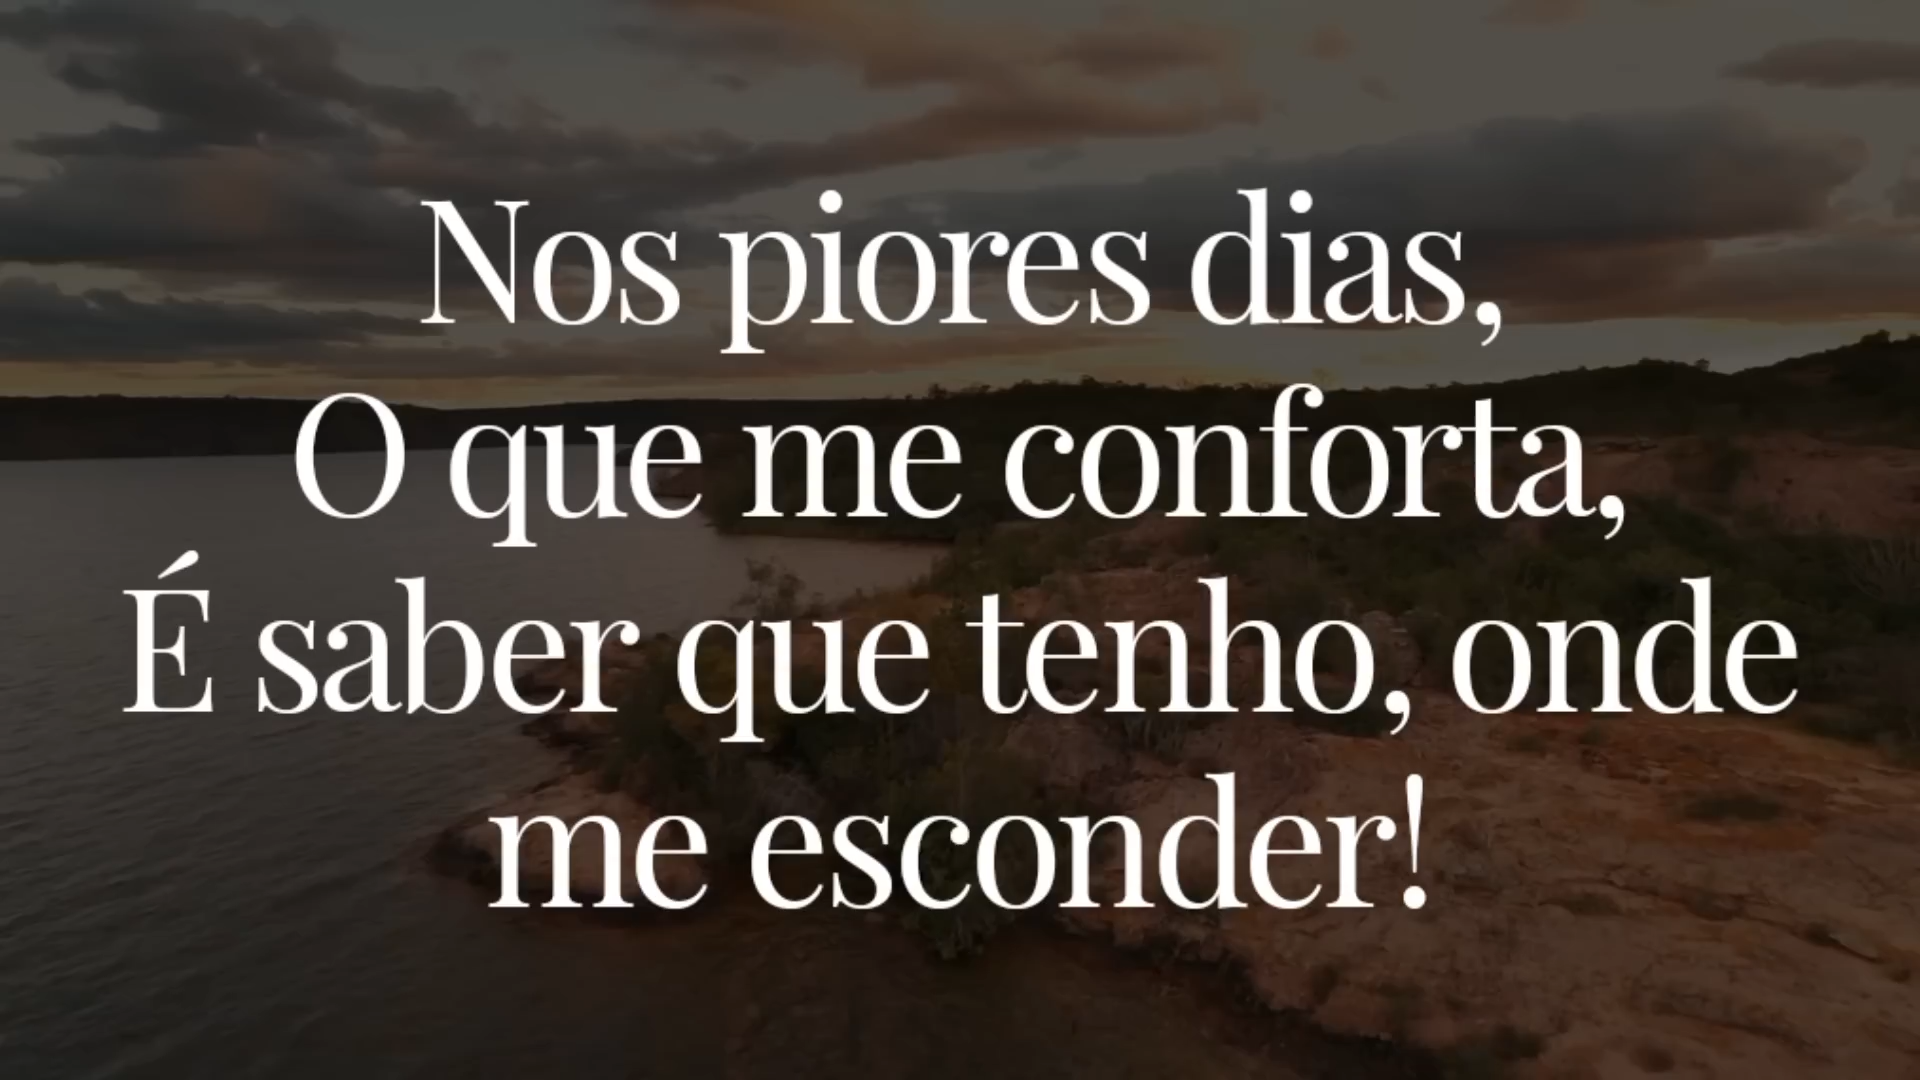 Nos piores dias,
O que me conforta,
É saber que tenho, onde
me esconder!